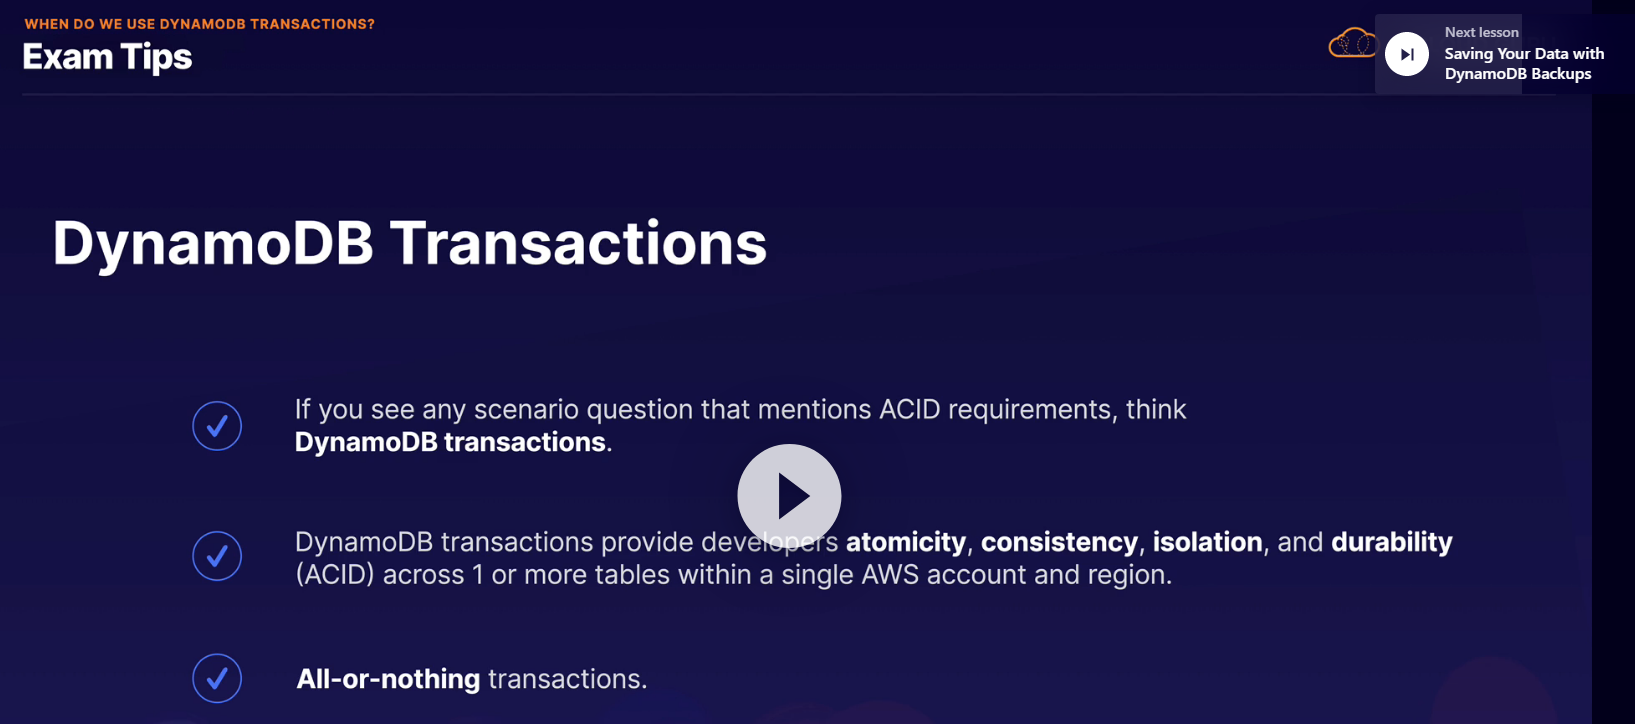 WHEN DO WE USE DYNAMODB TRANSACTIONS?
Exam Tips
Next lesson
Saving Your Data with
DynamoDB Backups
DynamoDB Transactions
If you see any scenario question that mentions ACID requirements, think
DynamoDB transactions.
DynamoDB transactions provide developers atomicity, consistency, isolation, and durability
(ACID) across 1 or more tables within a single AWS account and region.
All-or-nothing transactions.